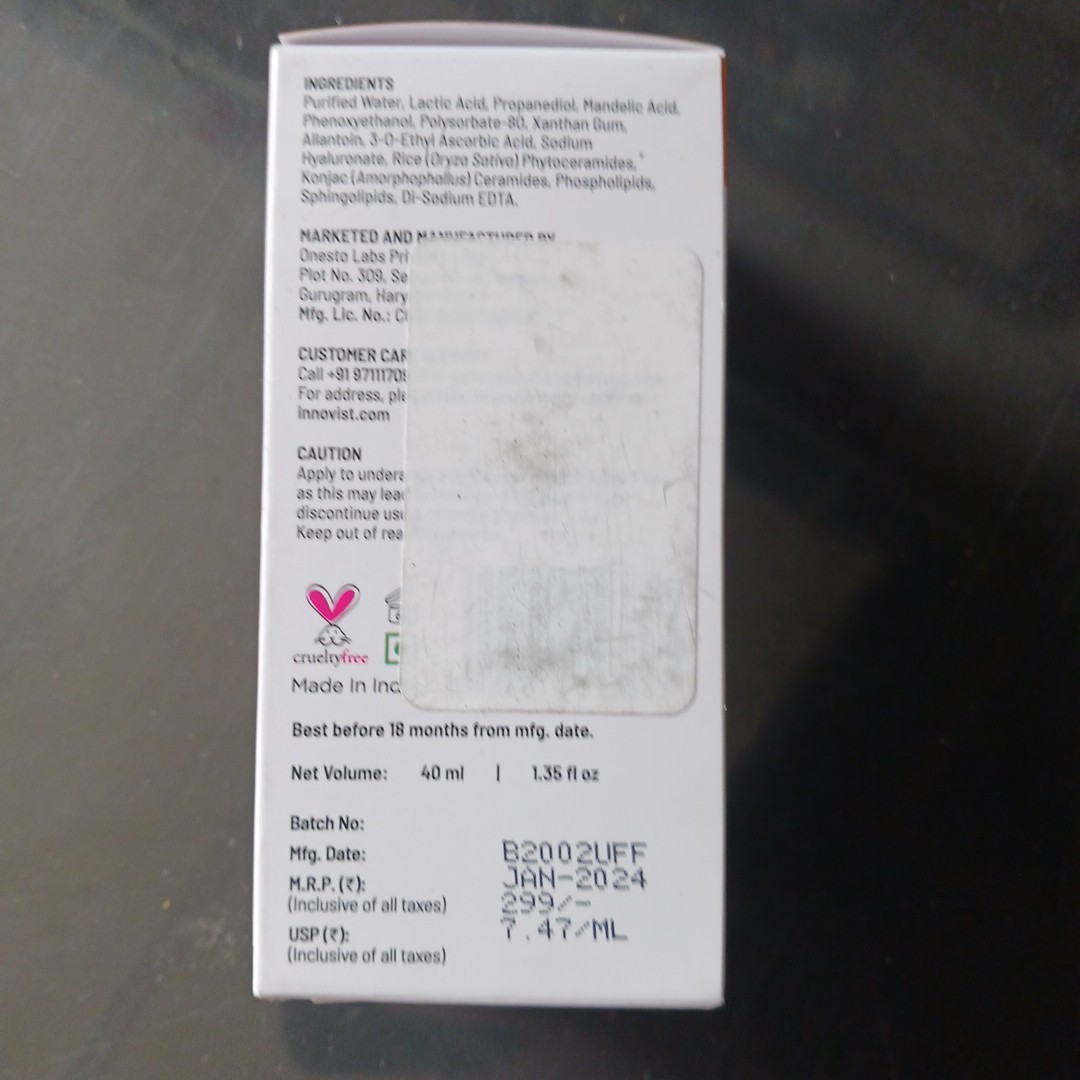 INGREDIENTS
Purified Water, Lactic Acid, Propanediol, Mandelic Acid,
Phenoxyethanol, Polysorbate-80, Xanthan Gum,
Allantoin, 3-O-Ethyl Ascorbic Acid, Sodium
Hyaluronate, Rice (Oryza Sativa) Phytoceramides,
Konjac (Amorphophallus) Ceramides, Phospholipids,
Sphingolipids, Di-Sodium EDTA.
MARKETED AND MANUFACTURED BY
Onesto Labs
Plot No. 309,
Gurugram,
Mfg. Lic. No.:
CUSTOMER
Call +91
For address,
innovist.com
CAUTION
Apply to
as this may
discontinue
Keep out of
crueltyfree
Made In
Best before 18 months from mfg. date.
Net Volume: 40 ml | 1.35 fl oz
Batch No:
B2002UFF
Mfg. Date:
JAN-2024
M.R.P. (₹):
299/-
(Inclusive of all taxes)
USP (₹):
7.47/ML
(Inclusive of all taxes)